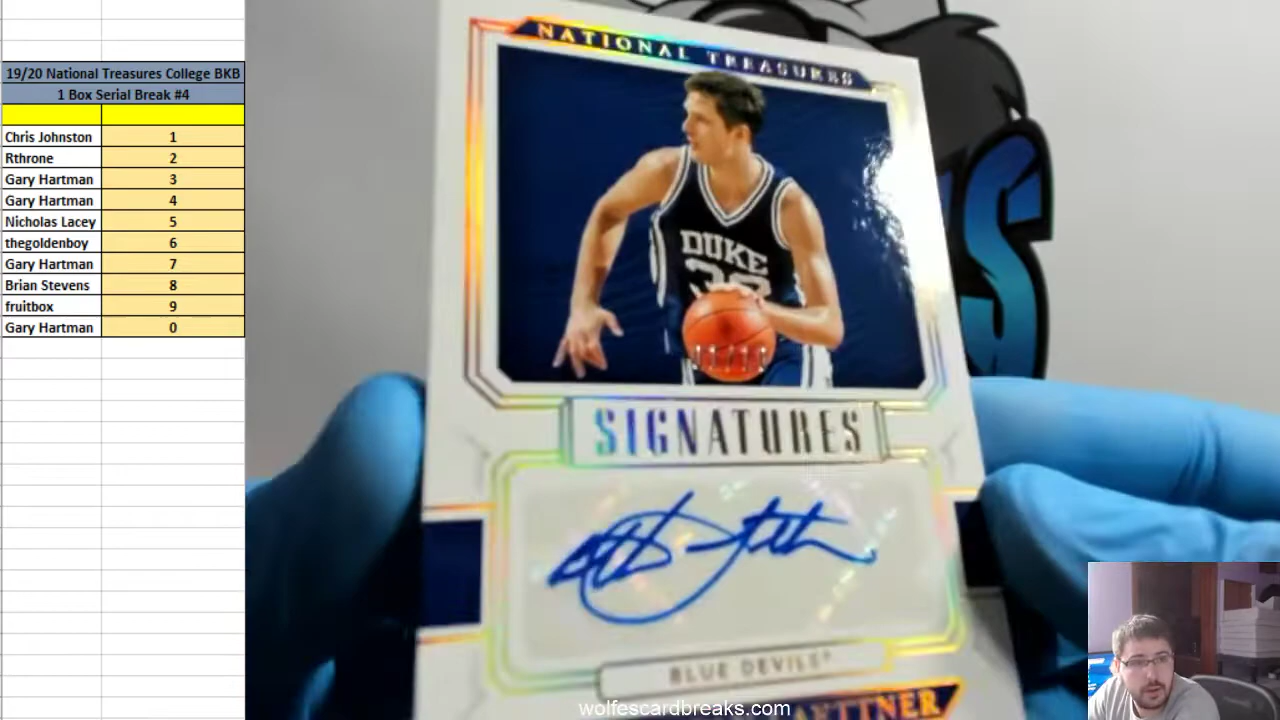 19/20 National Treasures College BKB
1 Box Serial Break #4
Chris Johnston 1
Rthrone 2
Gary Hartman 3
Gary Hartman 4
Nicholas Lacey 5
thegoldenboy 6
Gary Hartman 7
Brian Stevens 8
fruitbox 9
Gary Hartman 0
NATIONAL TREASURES
DUKE
SIGNATURES
BLUE DEVILS
wolfescardbreaks.com